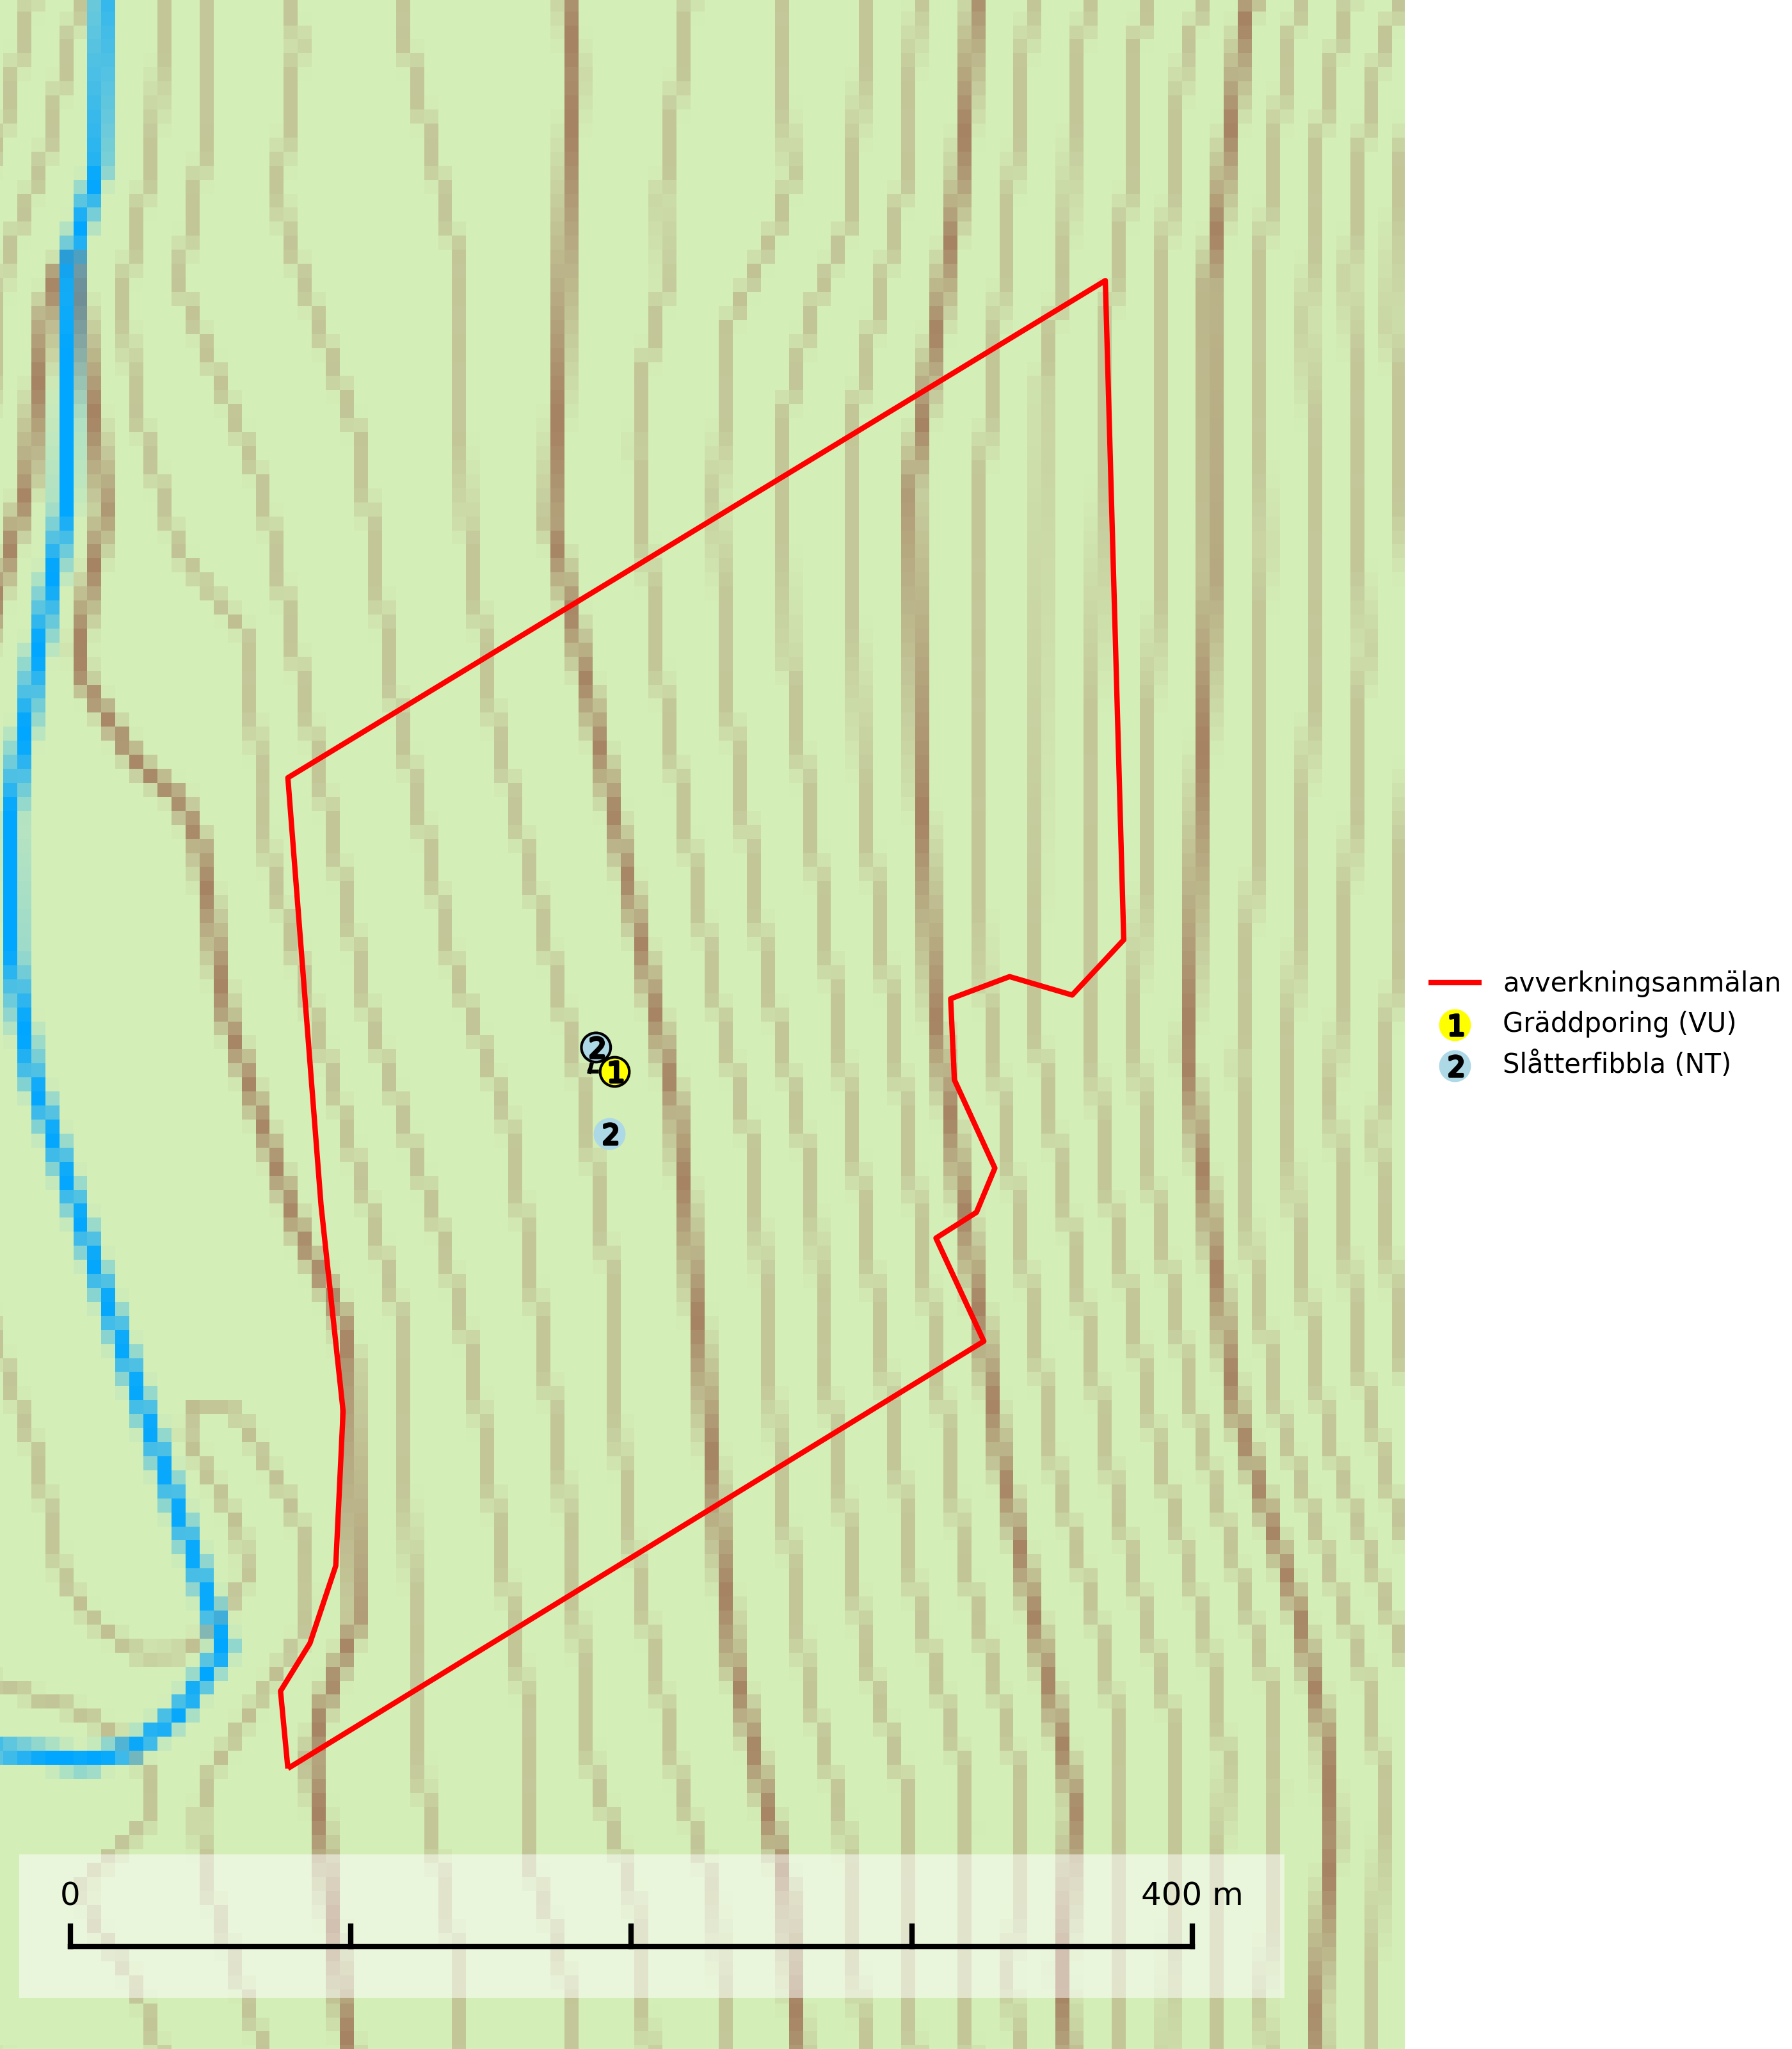 avverkningsanmälan
1 Gräddporing (VU)
2 Slåtterfibbla (NT)
2
1
2
0 400 m